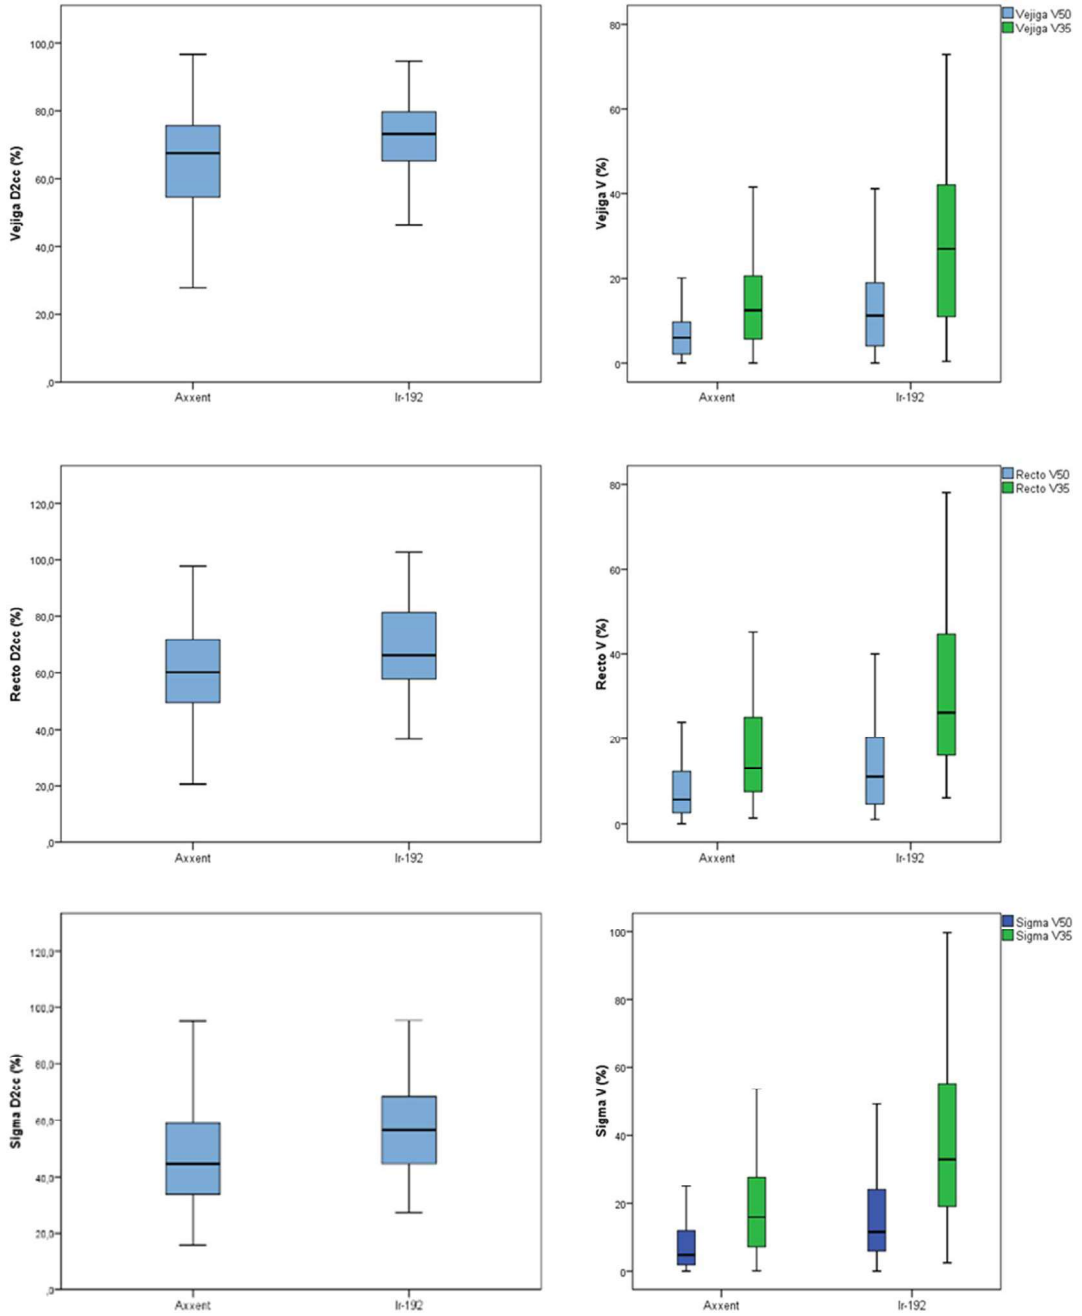 Vejiga D2cc (%)
100,0
80,0
60,0
40,0
20,0
,0
Axxent Ir-192
Vejiga V50
Vejiga V35
Vejiga V (%)
80
60
40
20
0
Axxent Ir-192
Recto D2cc (%)
120,0
100,0
80,0
60,0
40,0
20,0
,0
Axxent Ir-192
Recto V50
Recto V35
Recto V (%)
80
60
40
20
0
Axxent Ir-192
Sigma D2cc (%)
120,0
100,0
80,0
60,0
40,0
20,0
,0
Axxent Ir-192
Sigma V50
Sigma V35
Sigma V (%)
100
80
60
40
20
0
Axxent Ir-192